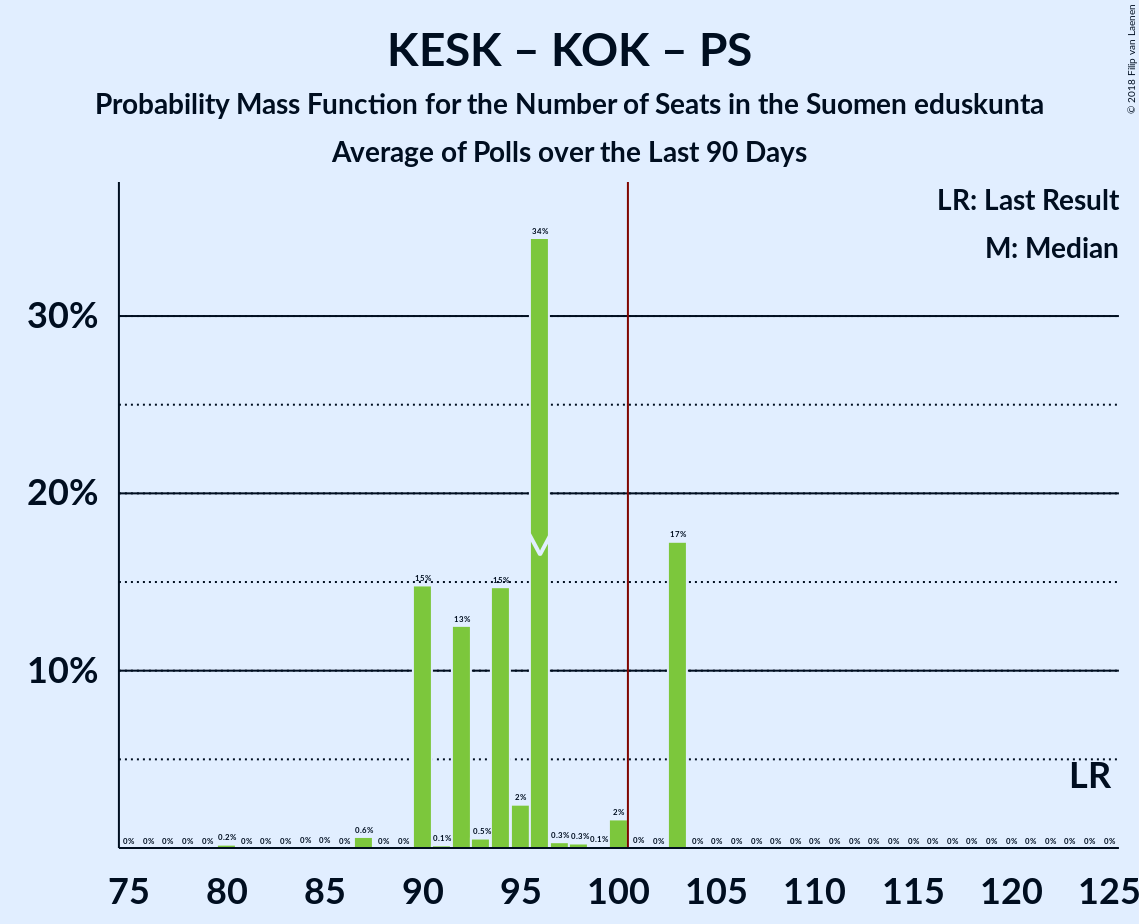 KESK – KOK – PS
Probability Mass Function for the Number of Seats in the Suomen eduskunta
Average of Polls over the Last 90 Days
© 2018 Filip van Laenen
LR: Last Result
M: Median
30%
20%
10%
0% 0% 0% 0% 0% 0.2% 0% 0% 0% 0% 0% 0% 0.6% 0% 0% 15% 0.1% 13% 0.5% 15% 2% 34% 0.3% 0.3% 0.1% 2% 0% 0% 17% 0% 0% 0% 0% 0% 0% 0% 0% 0% 0% 0% 0% 0% 0% 0% 0% 0% 0% 0% 0% 0% 0%
M
LR
75 80 85 90 95 100 105 110 115 120 125